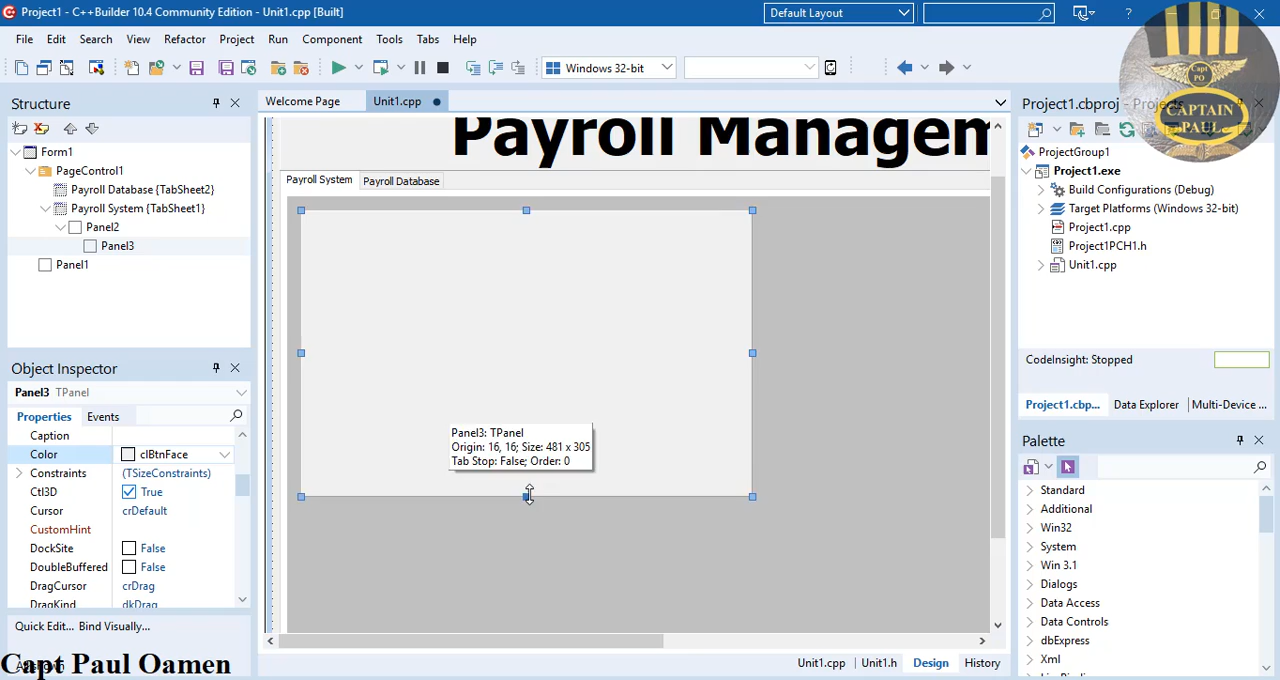 Project1 - C++Builder 10.4 Community Edition - Unit1.cpp [Built]
Default Layout
File Edit Search View Refactor Project Run Component Tools Tabs Help
Windows 32-bit
Capt
PO
CAPTAIN
PAUL
Structure
Form1
PageControl1
Payroll Database {TabSheet2}
Payroll System {TabSheet1}
Panel2
Panel3
Panel1
Object Inspector
Panel3 TPanel
Properties Events
Caption
Color clBtnFace
Constraints (TSizeConstraints)
Ctl3D True
Cursor crDefault
CustomHint
DockSite False
DoubleBuffered False
DragCursor crDrag
DragKind dkDrag
Quick Edit... Bind Visually...
Capt Paul Oamen
Welcome Page Unit1.cpp
Payroll Managem
Payroll System Payroll Database
Panel3: TPanel
Origin: 16, 16; Size: 481 x 305
Tab Stop: False; Order: 0
Unit1.cpp Unit1.h Design History
Project1.cbproj - Projects
ProjectGroup1
Project1.exe
Build Configurations (Debug)
Target Platforms (Windows 32-bit)
Project1.cpp
Project1PCH1.h
Unit1.cpp
CodeInsight: Stopped
Project1.cbp... Data Explorer Multi-Device ...
Palette
Standard
Additional
Win32
System
Win 3.1
Dialogs
Data Access
Data Controls
dbExpress
Xml